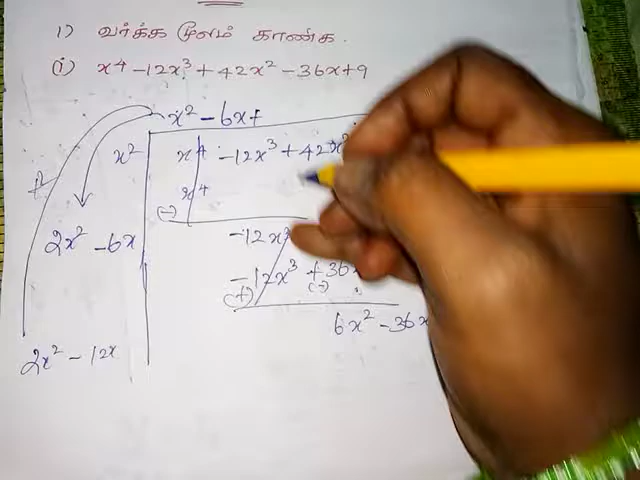 1) வர்க்க மூலம் காண்க.
(i) x⁴ -12x³ + 42x² -36x+9
x² - 6x+
x² x⁴ -12x³ + 42x²
x⁴
(-)
2x² -6x -12x³
-12x³ +36x
(+) (-)
6x² -36x
2x² - 12x